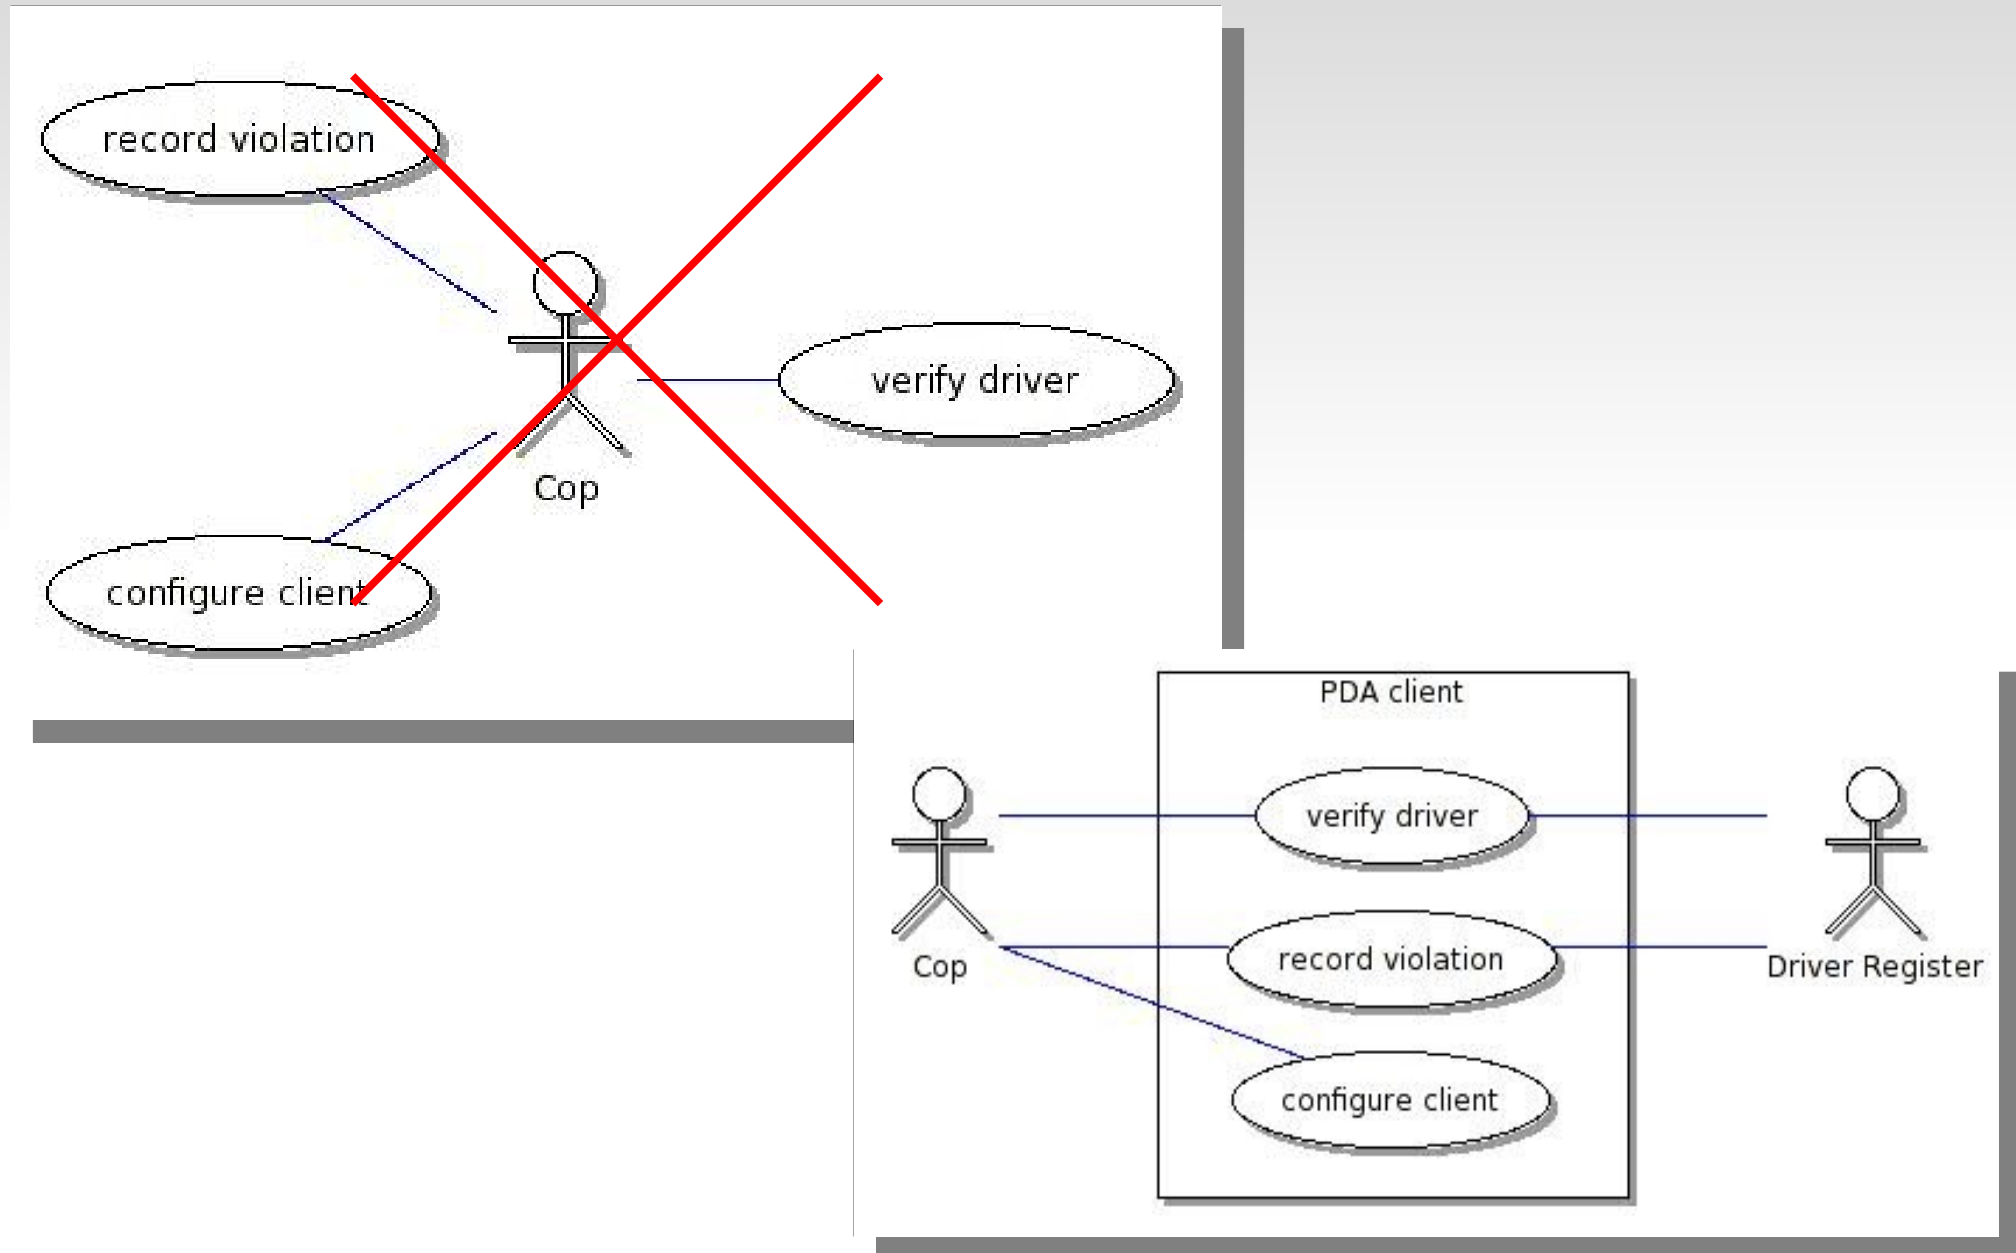 record violation
verify driver
Cop
configure client
PDA client
verify driver
record violation
Cop
Driver Register
configure client